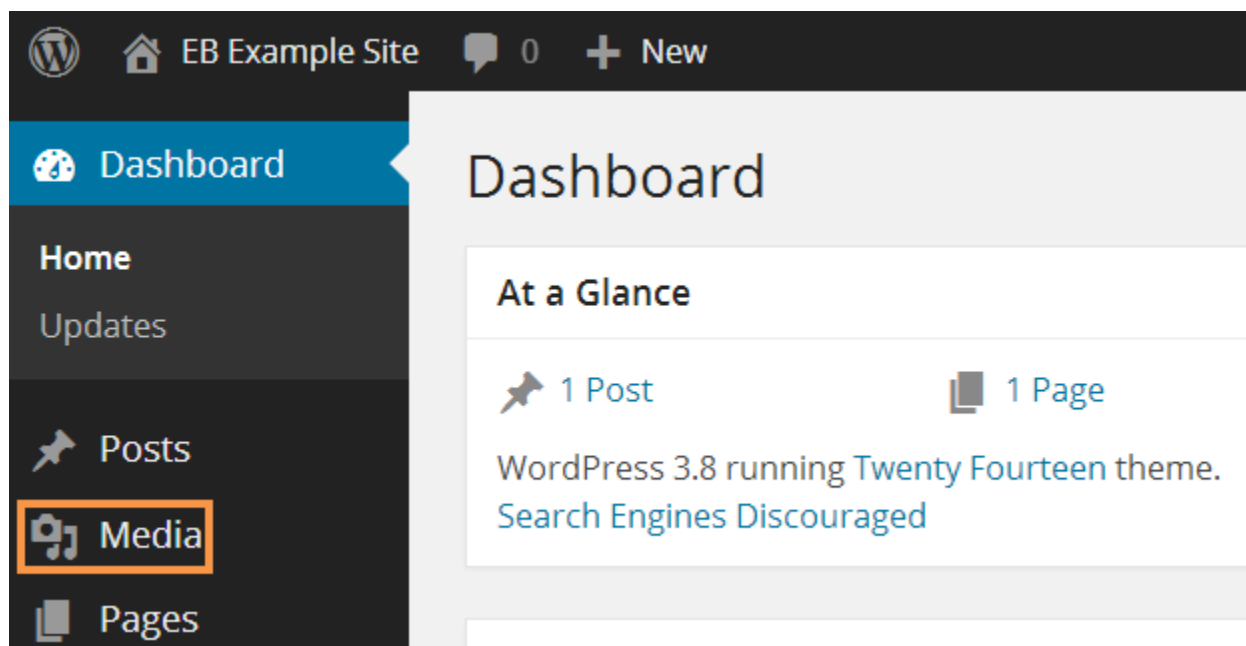 EB Example Site 0 New
Dashboard
Home
Updates
Posts
Media
Pages
Dashboard
At a Glance
1 Post 1 Page
WordPress 3.8 running Twenty Fourteen theme.
Search Engines Discouraged